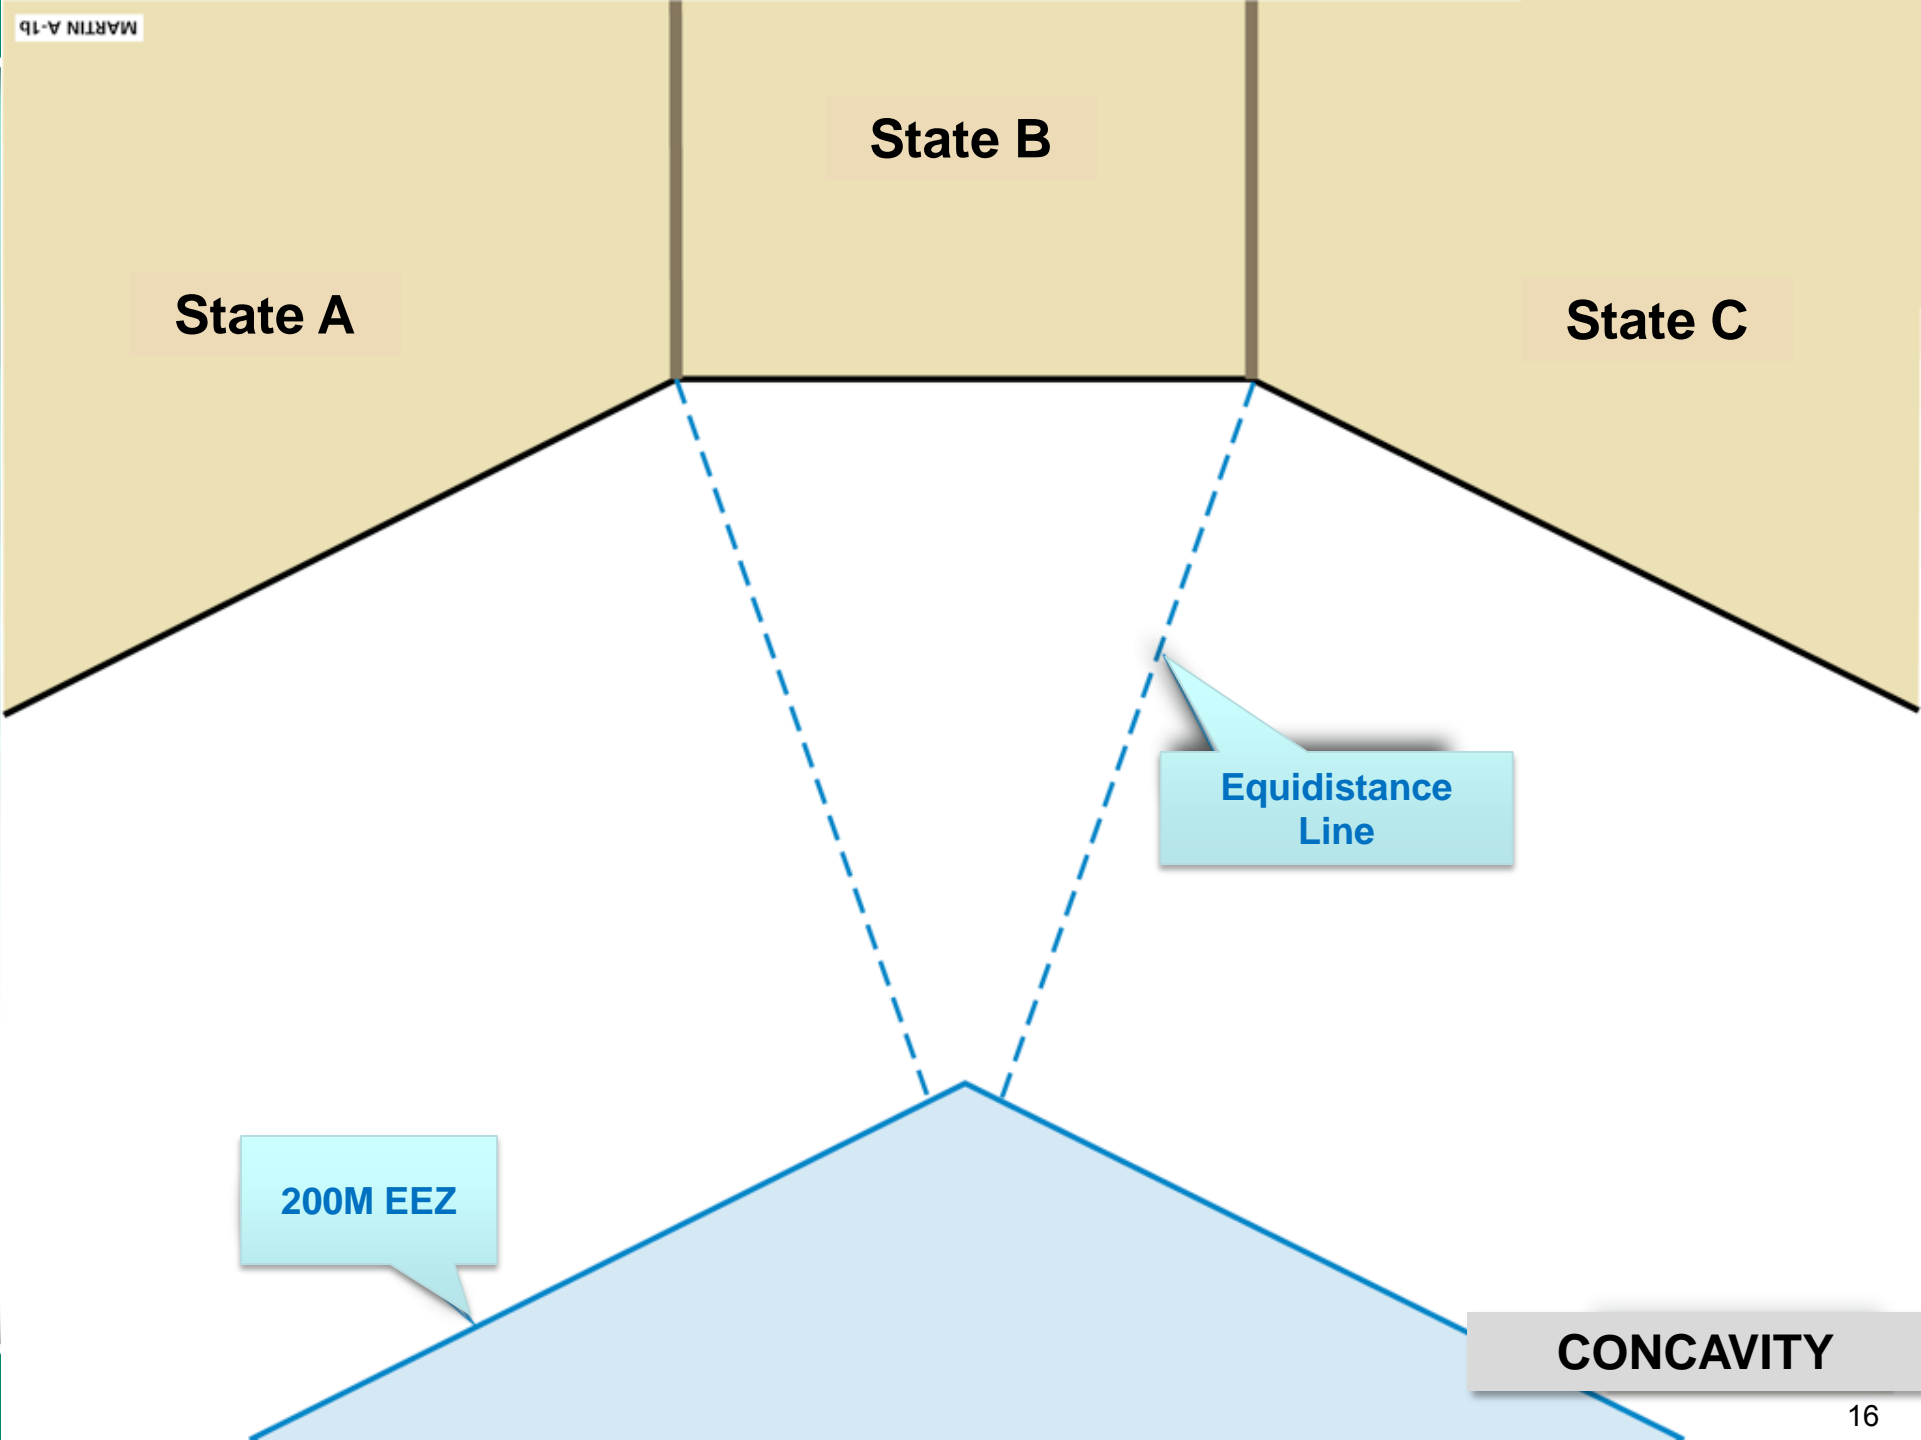 MARTIN A-1b
State B
State A
State C
Equidistance
Line
200M EEZ
CONCAVITY
16